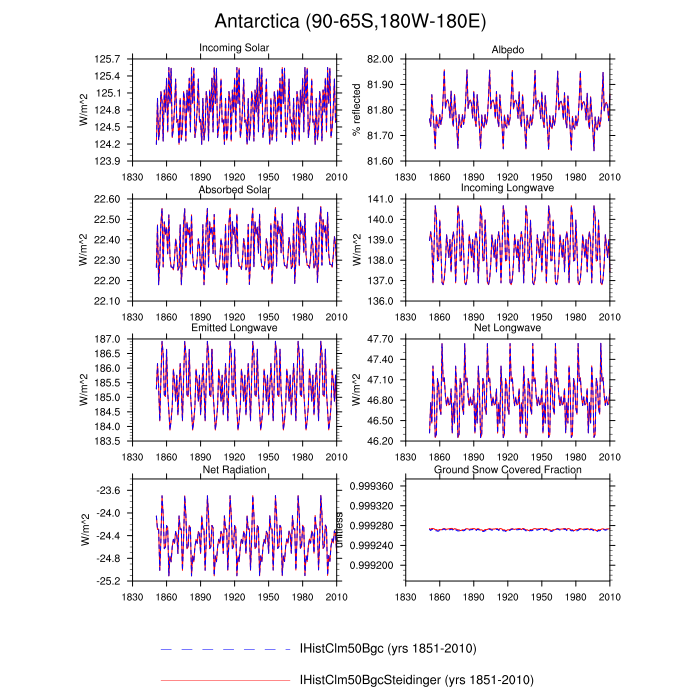 Antarctica (90-65S,180W-180E)
Incoming Solar
W/m^2
125.7
125.4
125.1
124.8
124.5
124.2
123.9
1830 1860 1890 1920 1950 1980 2010
Albedo
% reflected
82.00
81.90
81.80
81.70
81.60
1830 1860 1890 1920 1950 1980 2010
Absorbed Solar
W/m^2
22.60
22.50
22.40
22.30
22.20
22.10
1830 1860 1890 1920 1950 1980 2010
Incoming Longwave
W/m^2
141.0
140.0
139.0
138.0
137.0
136.0
1830 1860 1890 1920 1950 1980 2010
Emitted Longwave
W/m^2
187.0
186.5
186.0
185.5
185.0
184.5
184.0
183.5
1830 1860 1890 1920 1950 1980 2010
Net Longwave
W/m^2
47.70
47.40
47.10
46.80
46.50
46.20
1830 1860 1890 1920 1950 1980 2010
Net Radiation
W/m^2
-23.6
-24.0
-24.4
-24.8
-25.2
1830 1860 1890 1920 1950 1980 2010
Ground Snow Covered Fraction
unitless
0.999360
0.999320
0.999280
0.999240
0.999200
1830 1860 1890 1920 1950 1980 2010
IHistClm50Bgc (yrs 1851-2010)
IHistClm50BgcSteidinger (yrs 1851-2010)